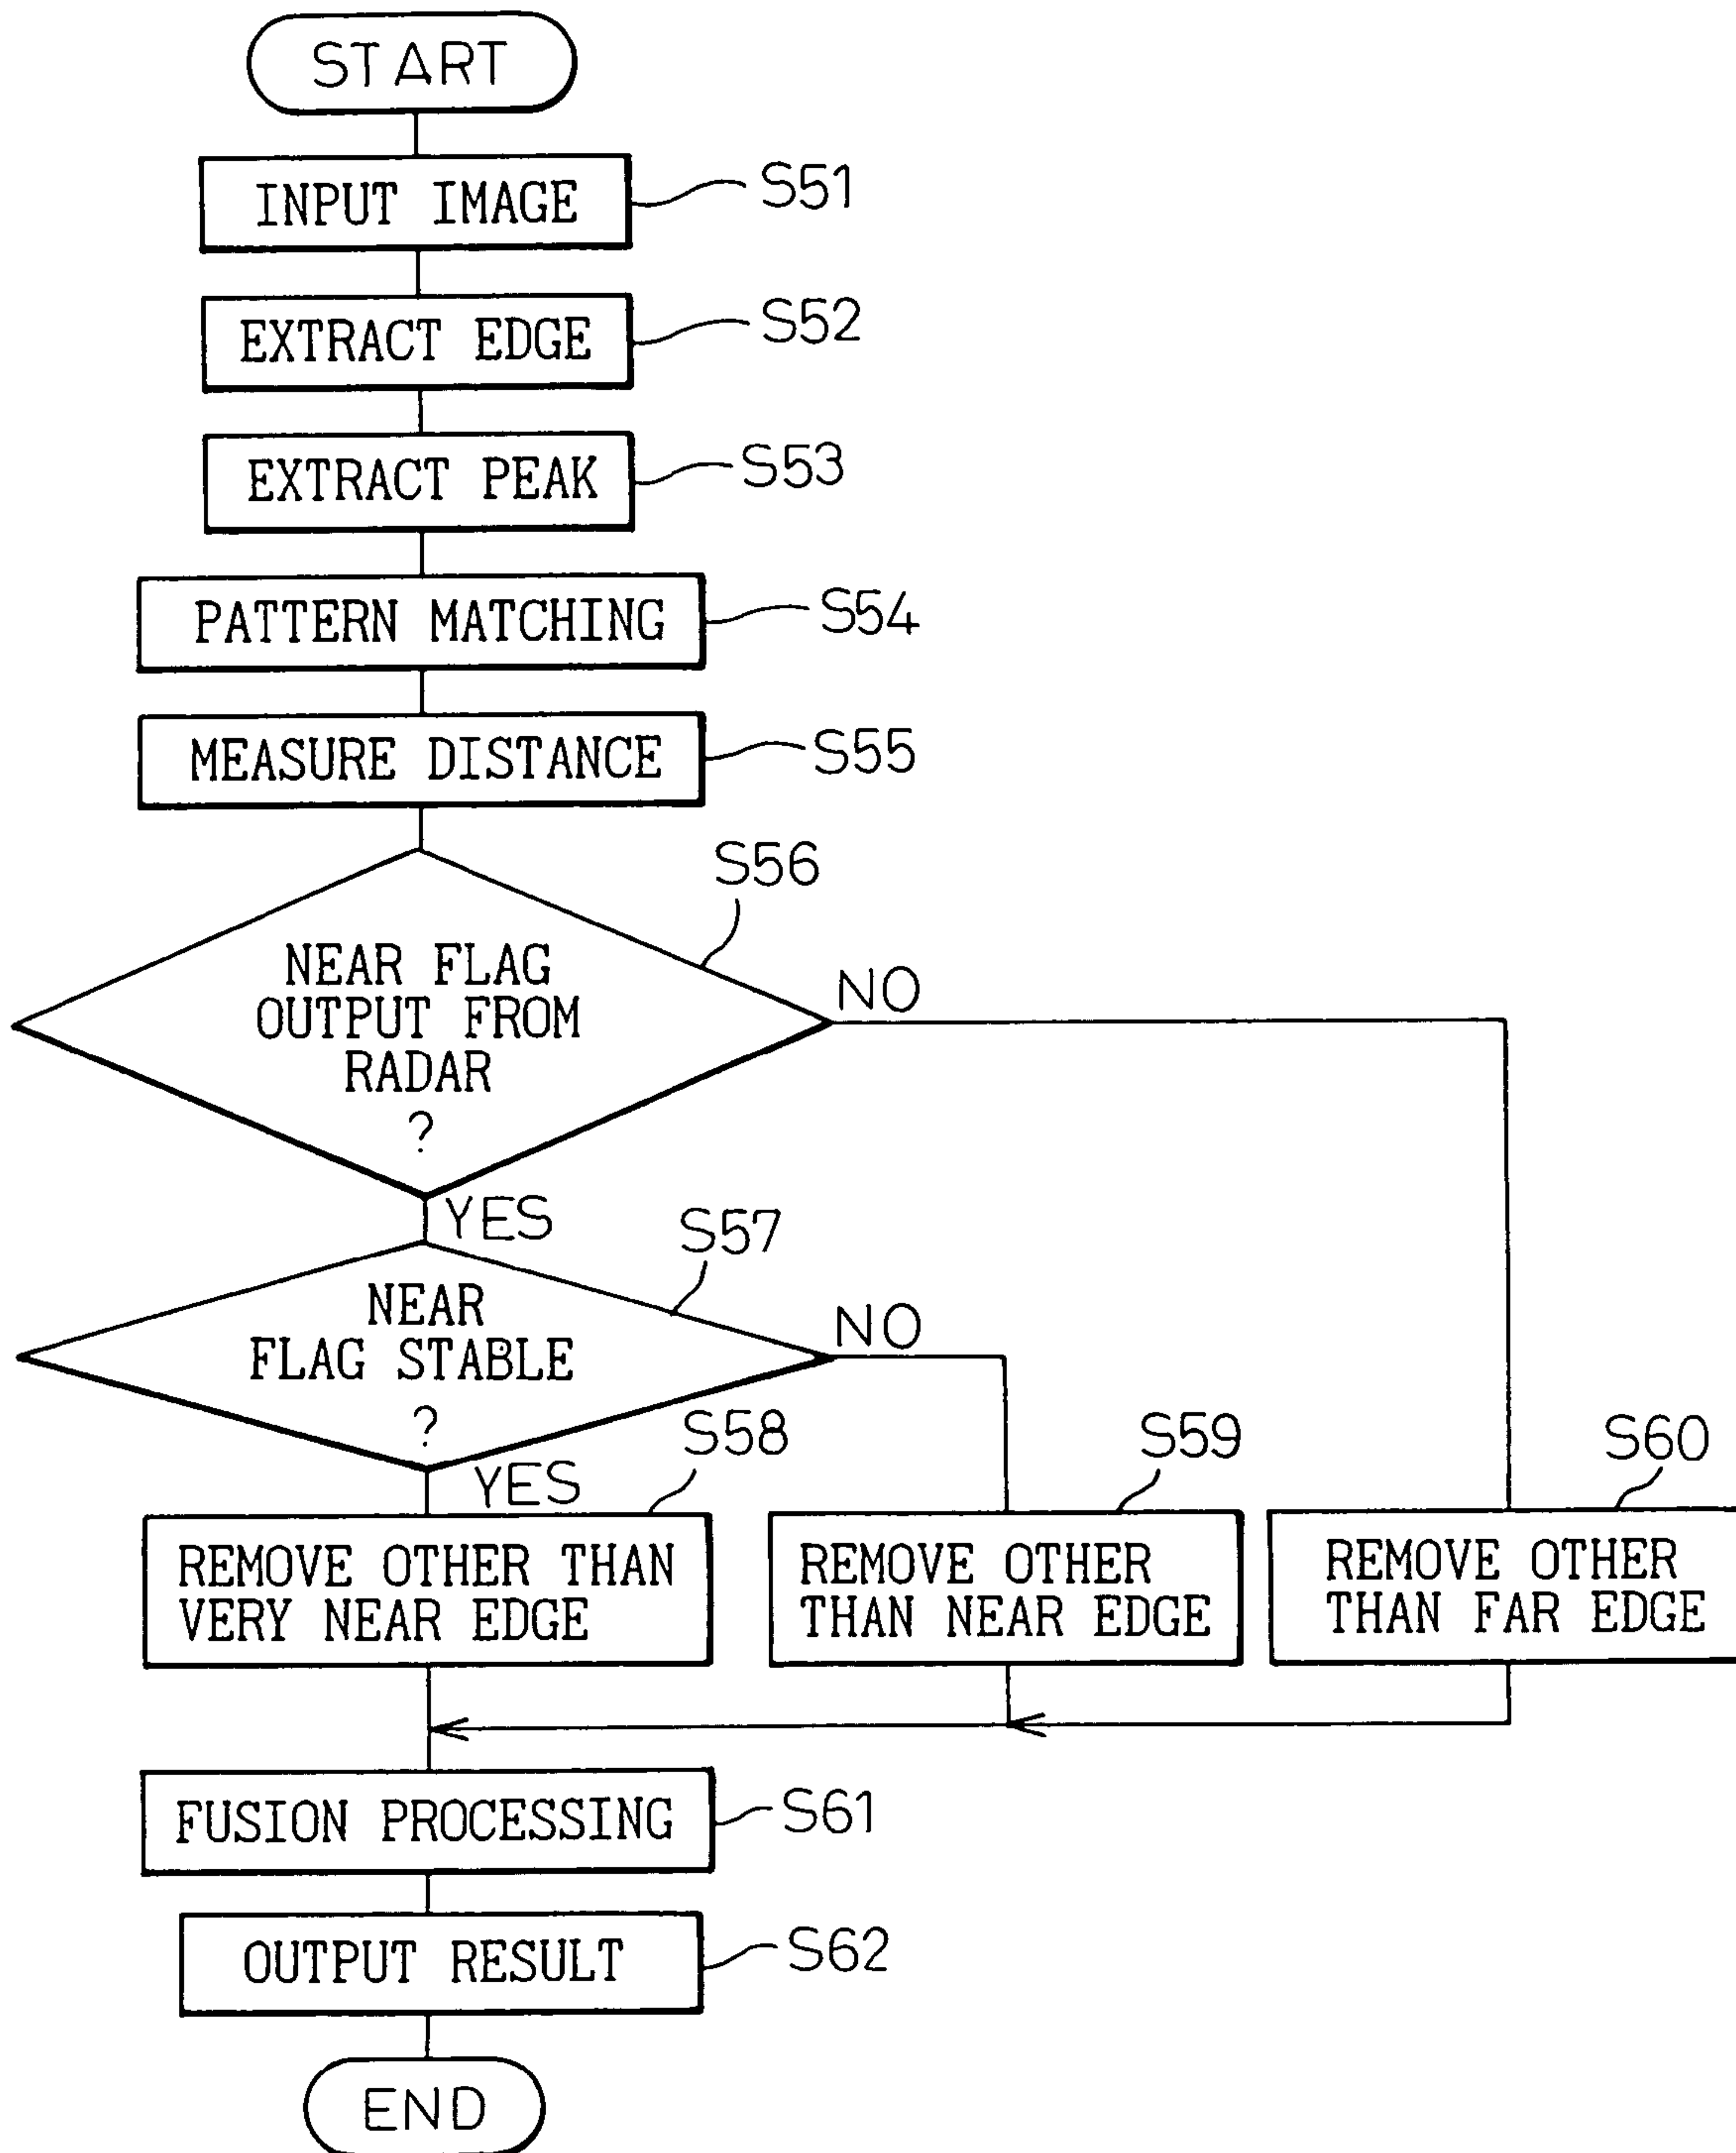 START
INPUT IMAGE
S51
EXTRACT EDGE
S52
EXTRACT PEAK
S53
PATTERN MATCHING
S54
MEASURE DISTANCE
S55
S56
NEAR FLAG
OUTPUT FROM
RADAR
?
NO
YES
S57
NEAR
FLAG STABLE
?
NO
YES
S58
REMOVE OTHER THAN
VERY NEAR EDGE
S59
REMOVE OTHER
THAN NEAR EDGE
S60
REMOVE OTHER
THAN FAR EDGE
FUSION PROCESSING
S61
OUTPUT RESULT
S62
END